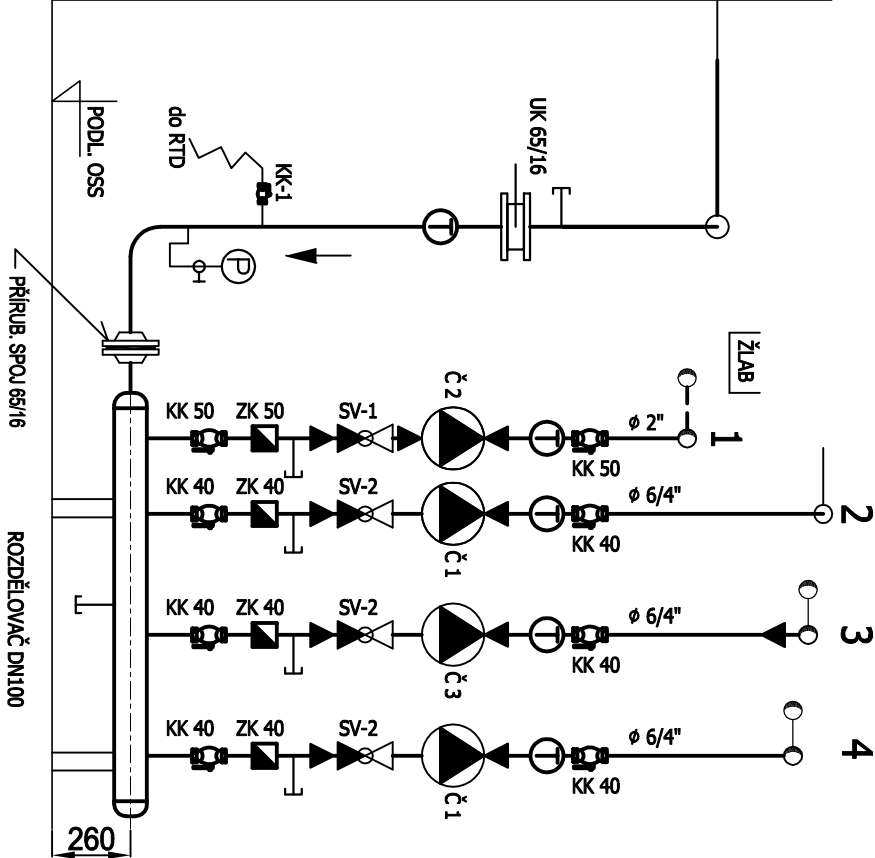 UK 65/16
do RTD
KK-1
PODL. OSS
P
PŘÍRUB. SPOJ 65/16
ROZDĚLOVAČ DN100
260
ŽLAB
1
KK 50
ZK 50
SV-1
Č 2
KK 50
ϕ 2"
2
KK 40
ZK 40
SV-2
Č 1
KK 40
ϕ 6/4"
3
KK 40
ZK 40
SV-2
Č 3
KK 40
ϕ 6/4"
4
KK 40
ZK 40
SV-2
Č 1
KK 40
ϕ 6/4"